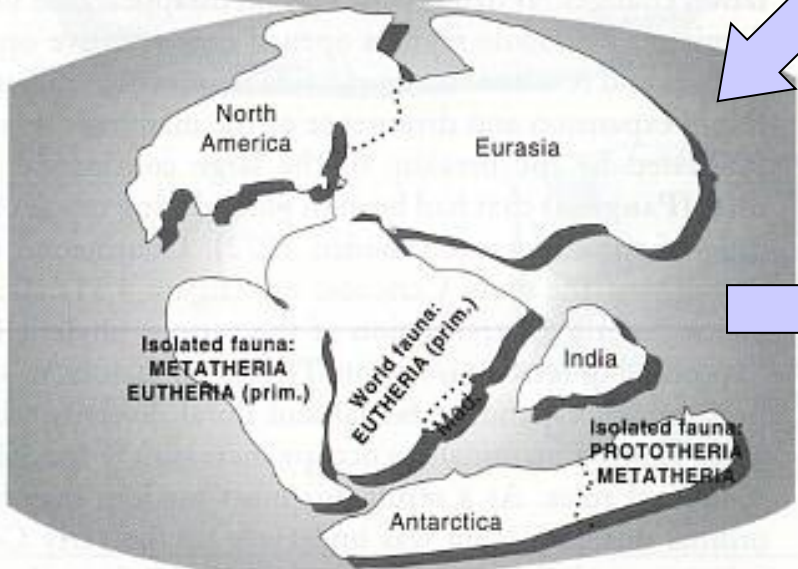 North
America
Eurasia
Isolated fauna:
METATHERIA
EUTHERIA (prim.)
World fauna:
EUTHERIA (prim.)
Mad.
India
Isolated fauna:
PROTOTHERIA
METATHERIA
Antarctica